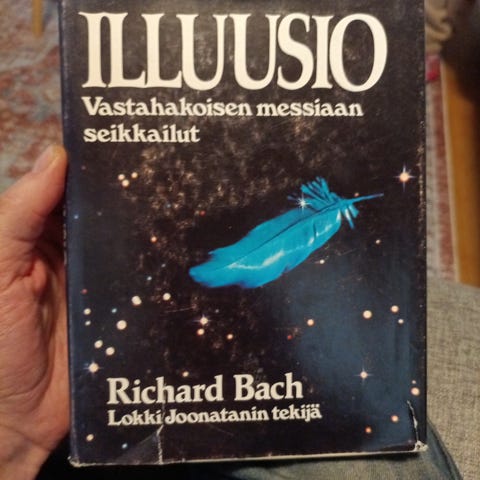 ILLUUSIO
Vastahakoisen messiaan
seikkailut
Richard Bach
Lokki Joonatanin tekijä